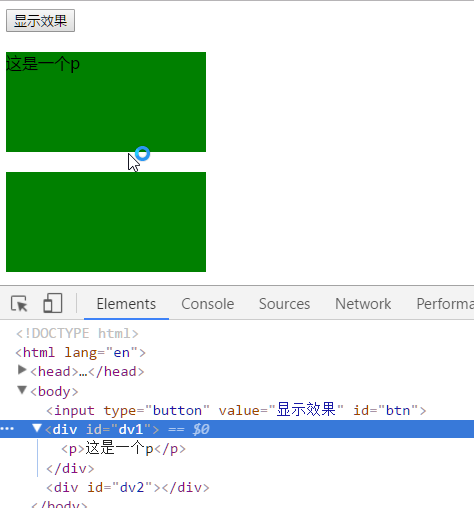 显示效果
这是一个p
Elements Console Sources Network Performa
<!DOCTYPE html>
<html lang="en">
<head>…</head>
<body>
<input type="button" value="显示效果" id="btn">
<div id="dv1"> == $0
<p>这是一个p</p>
</div>
<div id="dv2"></div>
</body>